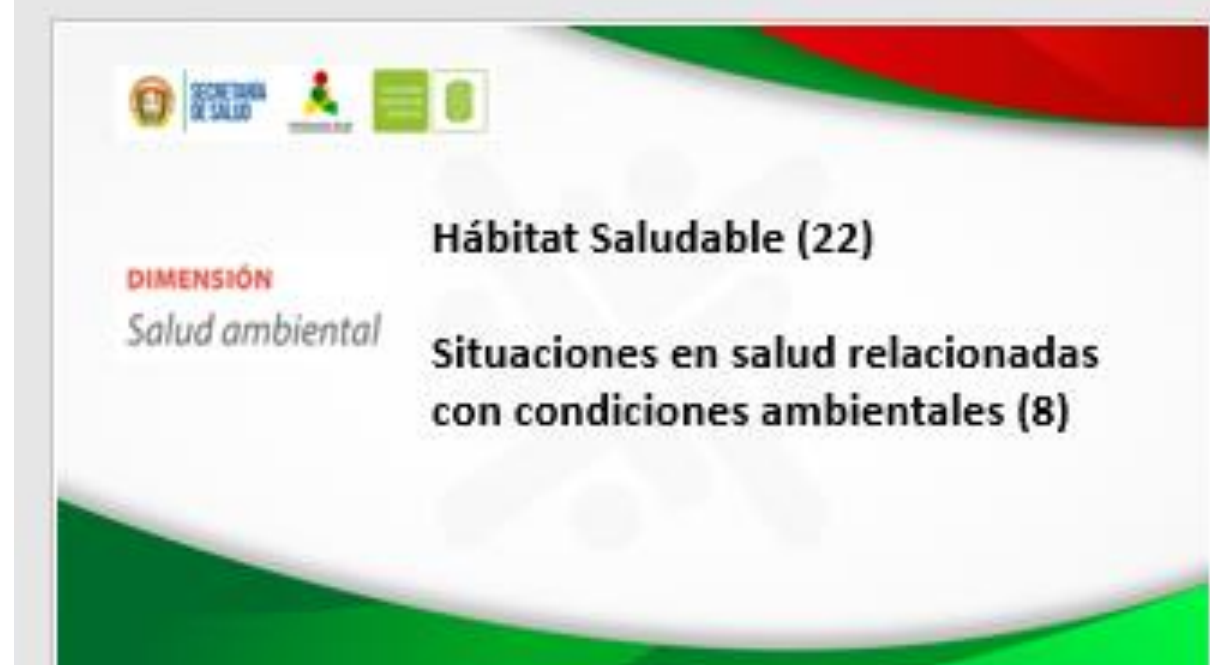 SECRETARÍA
DE SALUD
Hábitat Saludable (22)
DIMENSIÓN
Salud ambiental
Situaciones en salud relacionadas
con condiciones ambientales (8)